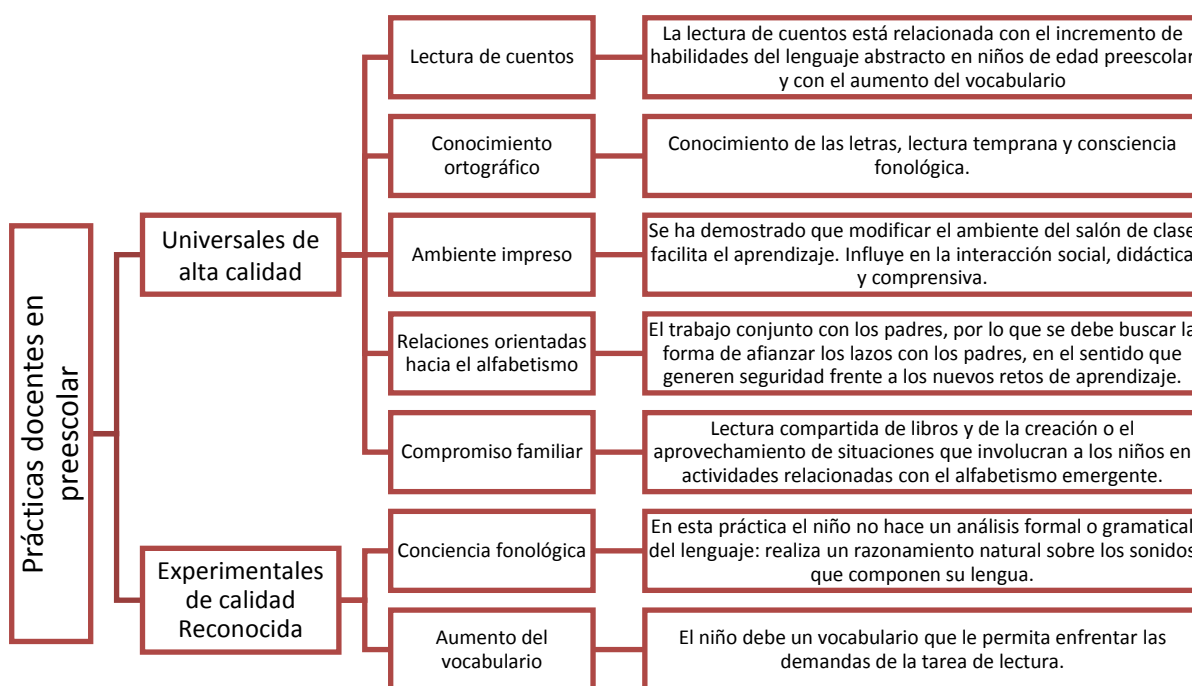 Prácticas docentes en
preescolar
Universales de
alta calidad
Lectura de cuentos
La lectura de cuentos está relacionada con el incremento de
habilidades del lenguaje abstracto en niños de edad preescolar
y con el aumento del vocabulario
Conocimiento
ortográfico
Conocimiento de las letras, lectura temprana y consciencia
fonológica.
Ambiente impreso
Se ha demostrado que modificar el ambiente del salón de clase
facilita el aprendizaje. Influye en la interacción social, didáctica
y comprensiva.
Relaciones orientadas
hacia el alfabetismo
El trabajo conjunto con los padres, por lo que se debe buscar la
forma de afianzar los lazos con los padres, en el sentido que
generen seguridad frente a los nuevos retos de aprendizaje.
Compromiso familiar
Lectura compartida de libros y de la creación o el
aprovechamiento de situaciones que involucran a los niños en
actividades relacionadas con el alfabetismo emergente.
Experimentales
de calidad
Reconocida
Conciencia fonológica
En esta práctica el niño no hace un análisis formal o gramatical
del lenguaje: realiza un razonamiento natural sobre los sonidos
que componen su lengua.
Aumento del
vocabulario
El niño debe un vocabulario que le permita enfrentar las
demandas de la tarea de lectura.